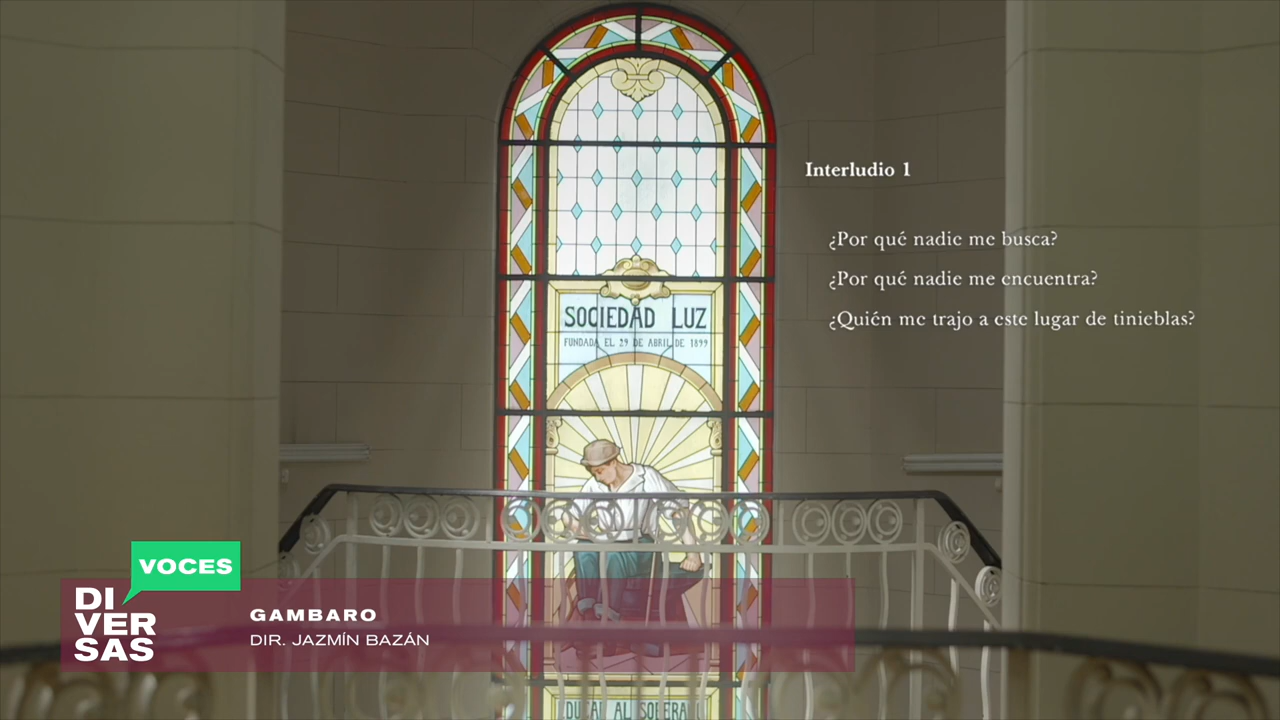 Interludio 1
¿Por qué nadie me busca?
¿Por qué nadie me encuentra?
¿Quién me trajo a este lugar de tinieblas?
SOCIEDAD LUZ
FUNDADA EL 29 DE ABRIL DE 1899
VOCES
DI
VER
SAS
GAMBARO
DIR. JAZMÍN BAZÁN
AL